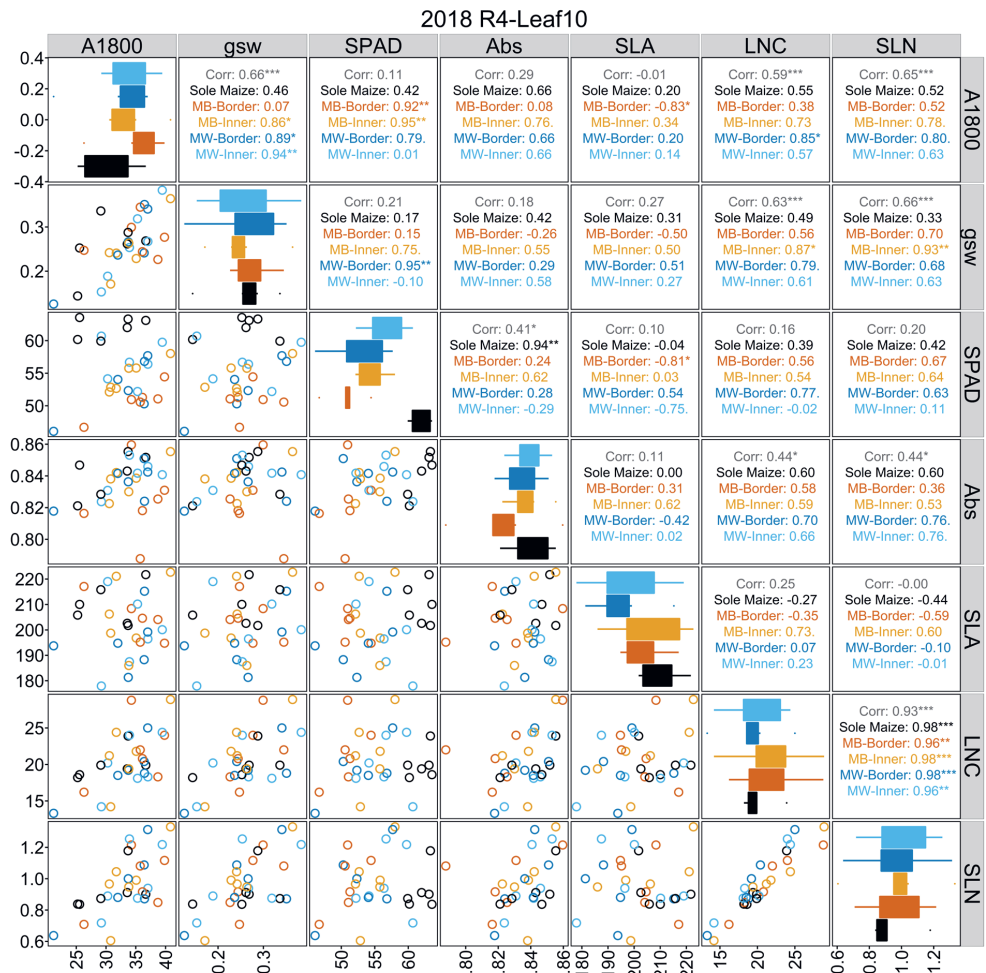 2018 R4-Leaf10
A1800 gsw SPAD Abs SLA LNC SLN
0.4
0.2
0.0
-0.2
-0.4
Corr: 0.66***
Sole Maize: 0.46
MB-Border: 0.07
MB-Inner: 0.86*
MW-Border: 0.89*
MW-Inner: 0.94**
Corr: 0.11
Sole Maize: 0.42
MB-Border: 0.92**
MB-Inner: 0.95**
MW-Border: 0.79.
MW-Inner: 0.01
Corr: 0.29
Sole Maize: 0.66
MB-Border: 0.08
MB-Inner: 0.76.
MW-Border: 0.66
MW-Inner: 0.66
Corr: -0.01
Sole Maize: 0.20
MB-Border: -0.83*
MB-Inner: 0.34
MW-Border: 0.20
MW-Inner: 0.14
Corr: 0.59***
Sole Maize: 0.55
MB-Border: 0.38
MB-Inner: 0.73
MW-Border: 0.85*
MW-Inner: 0.57
Corr: 0.65***
Sole Maize: 0.52
MB-Border: 0.52
MB-Inner: 0.78.
MW-Border: 0.80.
MW-Inner: 0.63
A1800
0.3
0.2
Corr: 0.21
Sole Maize: 0.17
MB-Border: 0.15
MB-Inner: 0.75.
MW-Border: 0.95**
MW-Inner: -0.10
Corr: 0.18
Sole Maize: 0.42
MB-Border: -0.26
MB-Inner: 0.55
MW-Border: 0.29
MW-Inner: 0.58
Corr: 0.27
Sole Maize: 0.31
MB-Border: -0.50
MB-Inner: 0.50
MW-Border: 0.51
MW-Inner: 0.27
Corr: 0.63***
Sole Maize: 0.49
MB-Border: 0.56
MB-Inner: 0.87*
MW-Border: 0.79.
MW-Inner: 0.61
Corr: 0.66***
Sole Maize: 0.33
MB-Border: 0.70
MB-Inner: 0.93**
MW-Border: 0.68
MW-Inner: 0.63
gsw
60
55
50
Corr: 0.41*
Sole Maize: 0.94**
MB-Border: 0.24
MB-Inner: 0.62
MW-Border: 0.28
MW-Inner: -0.29
Corr: 0.10
Sole Maize: -0.04
MB-Border: -0.81*
MB-Inner: 0.03
MW-Border: 0.54
MW-Inner: -0.75.
Corr: 0.16
Sole Maize: 0.39
MB-Border: 0.56
MB-Inner: 0.54
MW-Border: 0.77.
MW-Inner: -0.02
Corr: 0.20
Sole Maize: 0.42
MB-Border: 0.67
MB-Inner: 0.64
MW-Border: 0.63
MW-Inner: 0.11
SPAD
0.86
0.84
0.82
0.80
Corr: 0.11
Sole Maize: 0.00
MB-Border: 0.31
MB-Inner: 0.62
MW-Border: -0.42
MW-Inner: 0.02
Corr: 0.44*
Sole Maize: 0.60
MB-Border: 0.58
MB-Inner: 0.59
MW-Border: 0.70
MW-Inner: 0.66
Corr: 0.44*
Sole Maize: 0.60
MB-Border: 0.36
MB-Inner: 0.53
MW-Border: 0.76.
MW-Inner: 0.76.
Abs
220
210
200
190
180
Corr: 0.25
Sole Maize: -0.27
MB-Border: -0.35
MB-Inner: 0.73.
MW-Border: 0.07
MW-Inner: 0.23
Corr: -0.00
Sole Maize: -0.44
MB-Border: -0.59
MB-Inner: 0.60
MW-Border: -0.10
MW-Inner: -0.01
SLA
25
20
15
Corr: 0.93***
Sole Maize: 0.98***
MB-Border: 0.96**
MB-Inner: 0.98***
MW-Border: 0.98***
MW-Inner: 0.96**
LNC
1.2
1.0
0.8
0.6
SLN
25 30 35 40
0.2 0.3
50 55 60
.80 .82 .84 .86
180 190 200 210 220
15 20 25
0.6 0.8 1.0 1.2